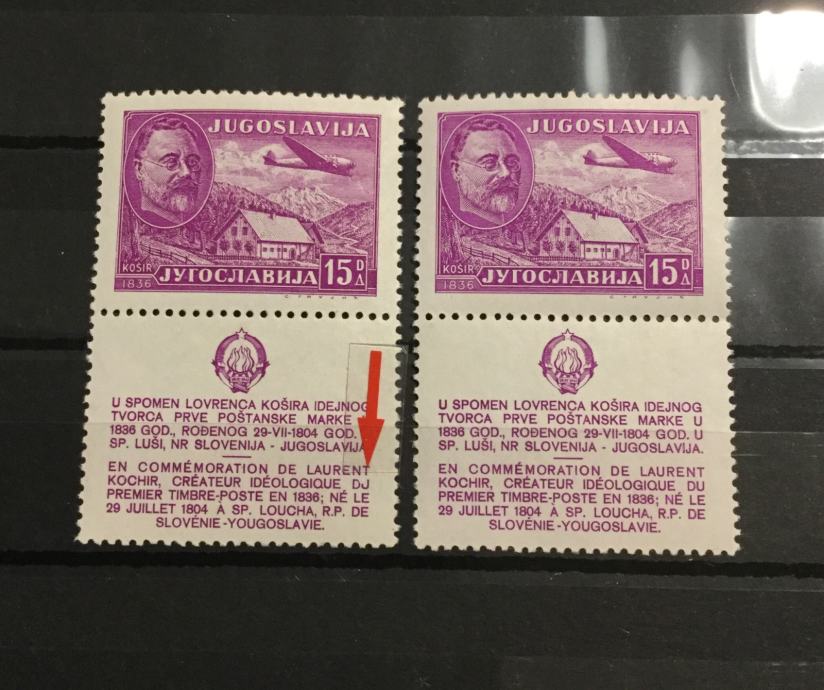 JUGOSLAVIJA
KOŠIR
1836
ЈУГОСЛАВИЈА
15 D
Д
U SPOMEN LOVRENCA KOŠIRA IDEJNOG
TVORCA PRVE POŠTANSKE MARKE U
1836 GOD., ROĐENOG 29-VII-1804 GOD. U
SP. LUŠI, NR SLOVENIJA - JUGOSLAVIJA
EN COMMÉMORATION DE LAURENT
KOCHIR, CRÉATEUR IDÉOLOGIQUE DJ
PREMIER TIMBRE-POSTE EN 1836; NÉ LE
29 JUILLET 1804 À SP. LOUCHA, R.P. DE
SLOVÉNIE-YOUGOSLAVIE.
JUGOSLAVIJA
KOŠIR
1836
ЈУГОСЛАВИЈА
15 D
Д
U SPOMEN LOVRENCA KOŠIRA IDEJNOG
TVORCA PRVE POŠTANSKE MARKE U
1836 GOD., ROĐENOG 29-VII-1804 GOD. U
SP. LUŠI, NR SLOVENIJA - JUGOSLAVIJA.
EN COMMÉMORATION DE LAURENT
KOCHIR, CRÉATEUR IDÉOLOGIQUE DU
PREMIER TIMBRE-POSTE EN 1836; NÉ LE
29 JUILLET 1804 À SP. LOUCHA, R.P. DE
SLOVÉNIE-YOUGOSLAVIE.